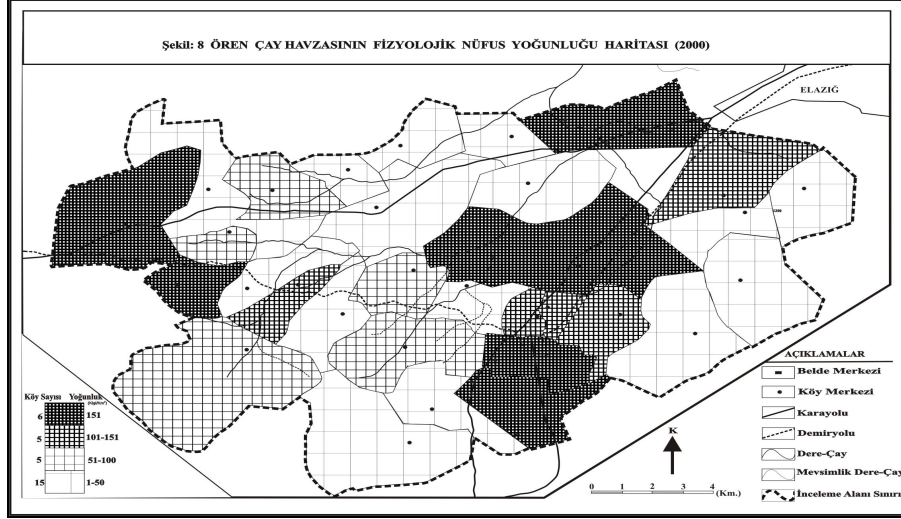 Şekil: 8 ÖREN ÇAY HAVZASININ FİZYOLOJİK NÜFUS YOĞUNLUĞU HARİTASI (2000)
ELAZIĞ
AÇIKLAMALAR
Belde Merkezi
Köy Merkezi
Karayolu
Demiryolu
Dere-Çay
Mevsimlik Dere-Çay
İnceleme Alanı Sınırı
Köy Sayısı Yoğunluk
6 151
5 101-151
5 51-100
15 1-50
K
0 1 2 3 4 (Km.)